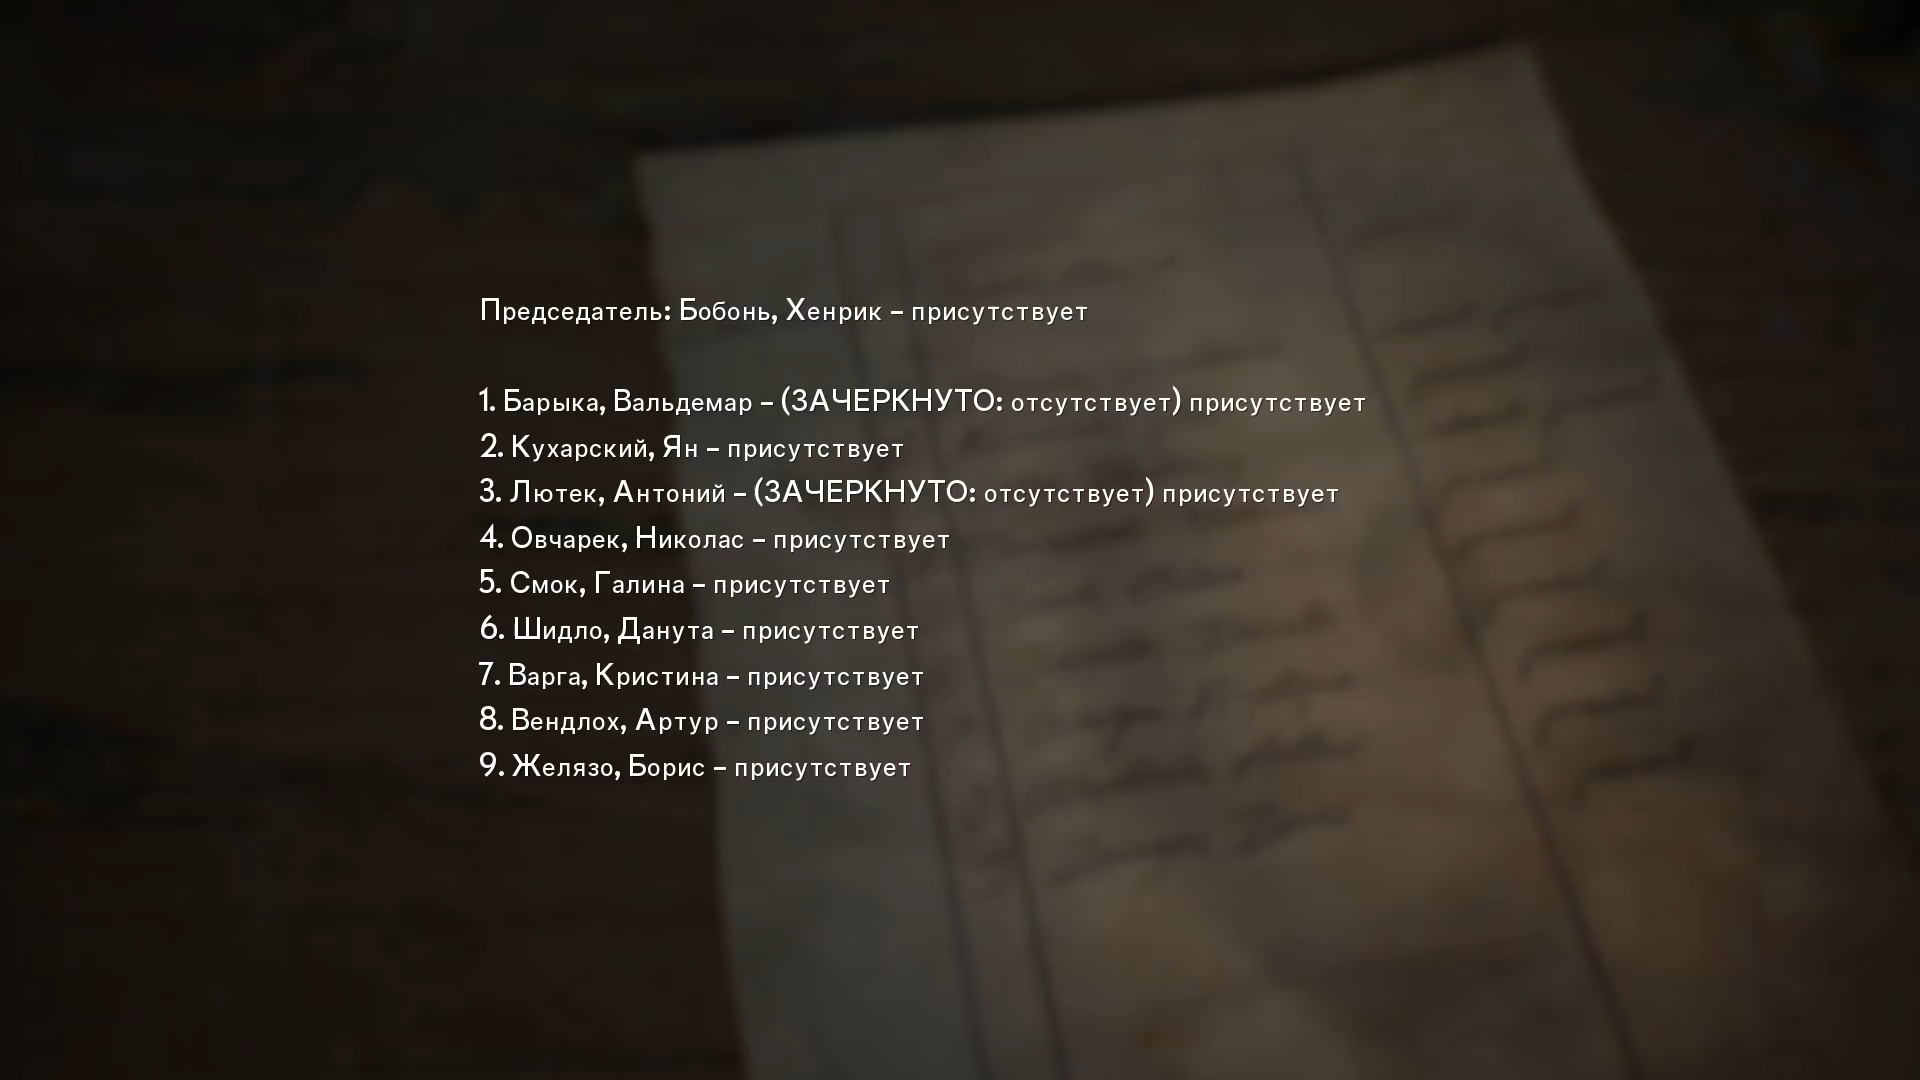 Председатель: Бобонь, Хенрик – присутствует
1. Барыка, Вальдемар – (ЗАЧЕРКНУТО: отсутствует) присутствует
2. Кухарский, Ян – присутствует
3. Лютек, Антоний – (ЗАЧЕРКНУТО: отсутствует) присутствует
4. Овчарек, Николас – присутствует
5. Смок, Галина – присутствует
6. Шидло, Данута – присутствует
7. Варга, Кристина – присутствует
8. Вендлох, Артур – присутствует
9. Желязо, Борис – присутствует